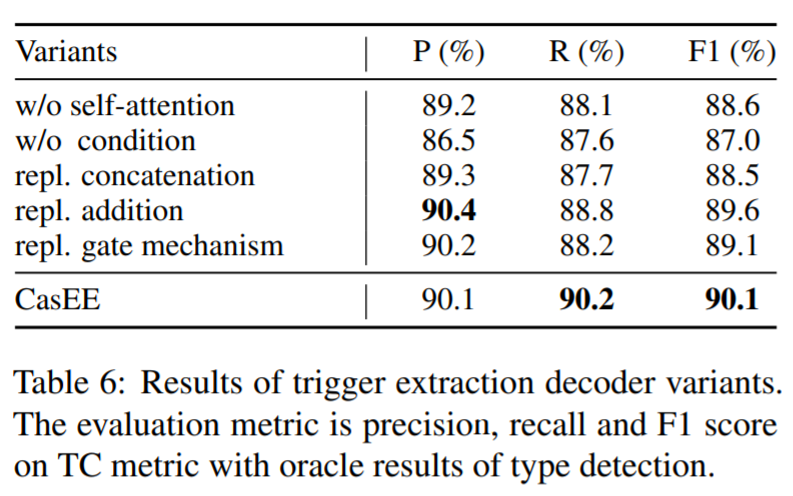 Variants P (%) R (%) F1 (%)
w/o self-attention 89.2 88.1 88.6
w/o condition 86.5 87.6 87.0
repl. concatenation 89.3 87.7 88.5
repl. addition 90.4 88.8 89.6
repl. gate mechanism 90.2 88.2 89.1
CasEE 90.1 90.2 90.1
Table 6: Results of trigger extraction decoder variants.
The evaluation metric is precision, recall and F1 score
on TC metric with oracle results of type detection.